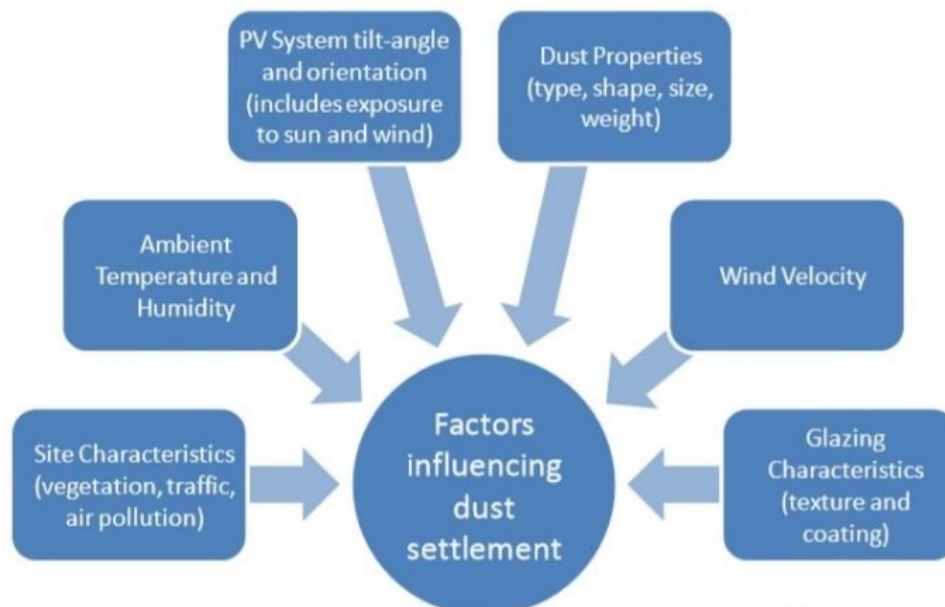 PV System tilt-angle
and orientation
(includes exposure
to sun and wind)
Dust Properties
(type, shape, size,
weight)
Ambient
Temperature and
Humidity
Wind Velocity
Site Characteristics
(vegetation, traffic,
air pollution)
Factors
influencing
dust
settlement
Glazing
Characteristics
(texture and
coating)